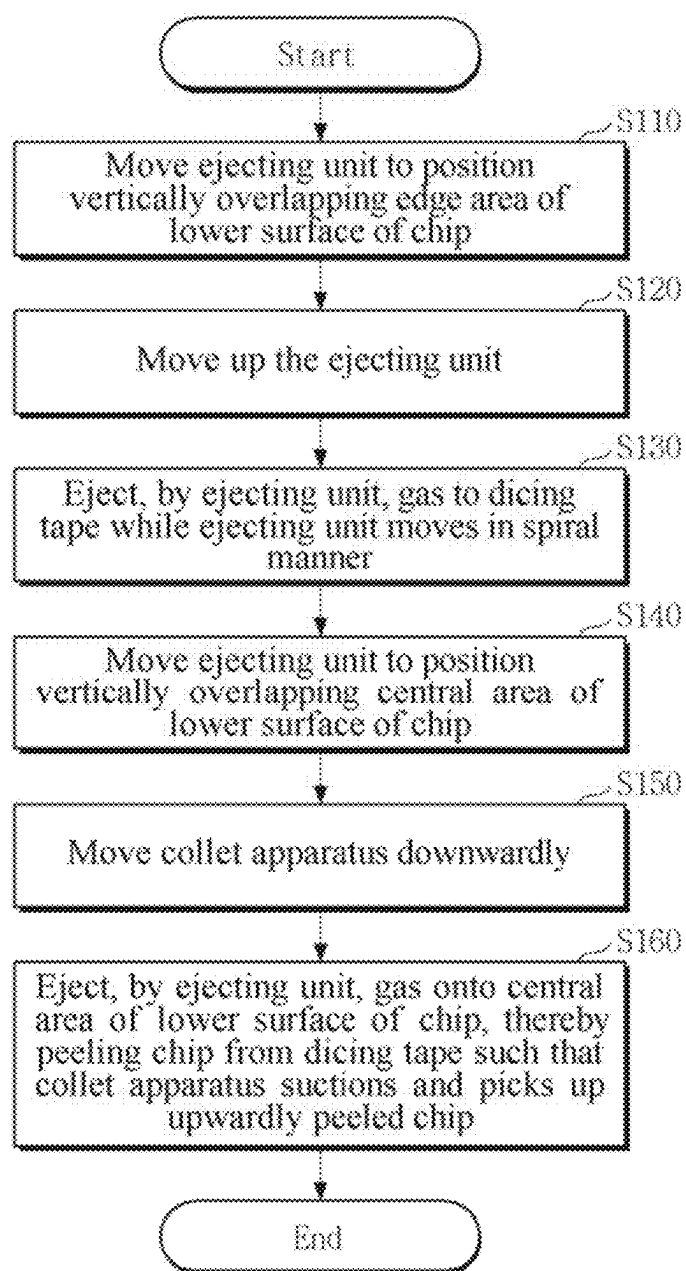 Start
S110
Move ejecting unit to position
vertically overlapping edge area of
lower surface of chip
S120
Move up the ejecting unit
S130
Eject, by ejecting unit, gas to dicing
tape while ejecting unit moves in spiral
manner
S140
Move ejecting unit to position
vertically overlapping central area of
lower surface of chip
S150
Move collet apparatus downwardly
S160
Eject, by ejecting unit, gas onto central
area of lower surface of chip, thereby
peeling chip from dicing tape such that
collet apparatus suctions and picks up
upwardly peeled chip
End